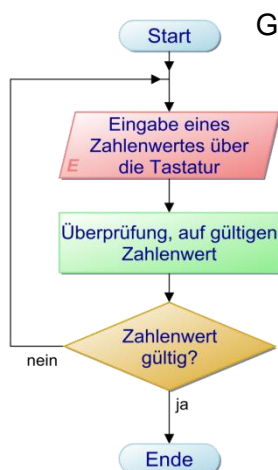 Start
G
Eingabe eines
Zahlenwertes über
die Tastatur
E
Überprüfung, auf gültigen
Zahlenwert
Zahlenwert
gültig?
nein
ja
Ende